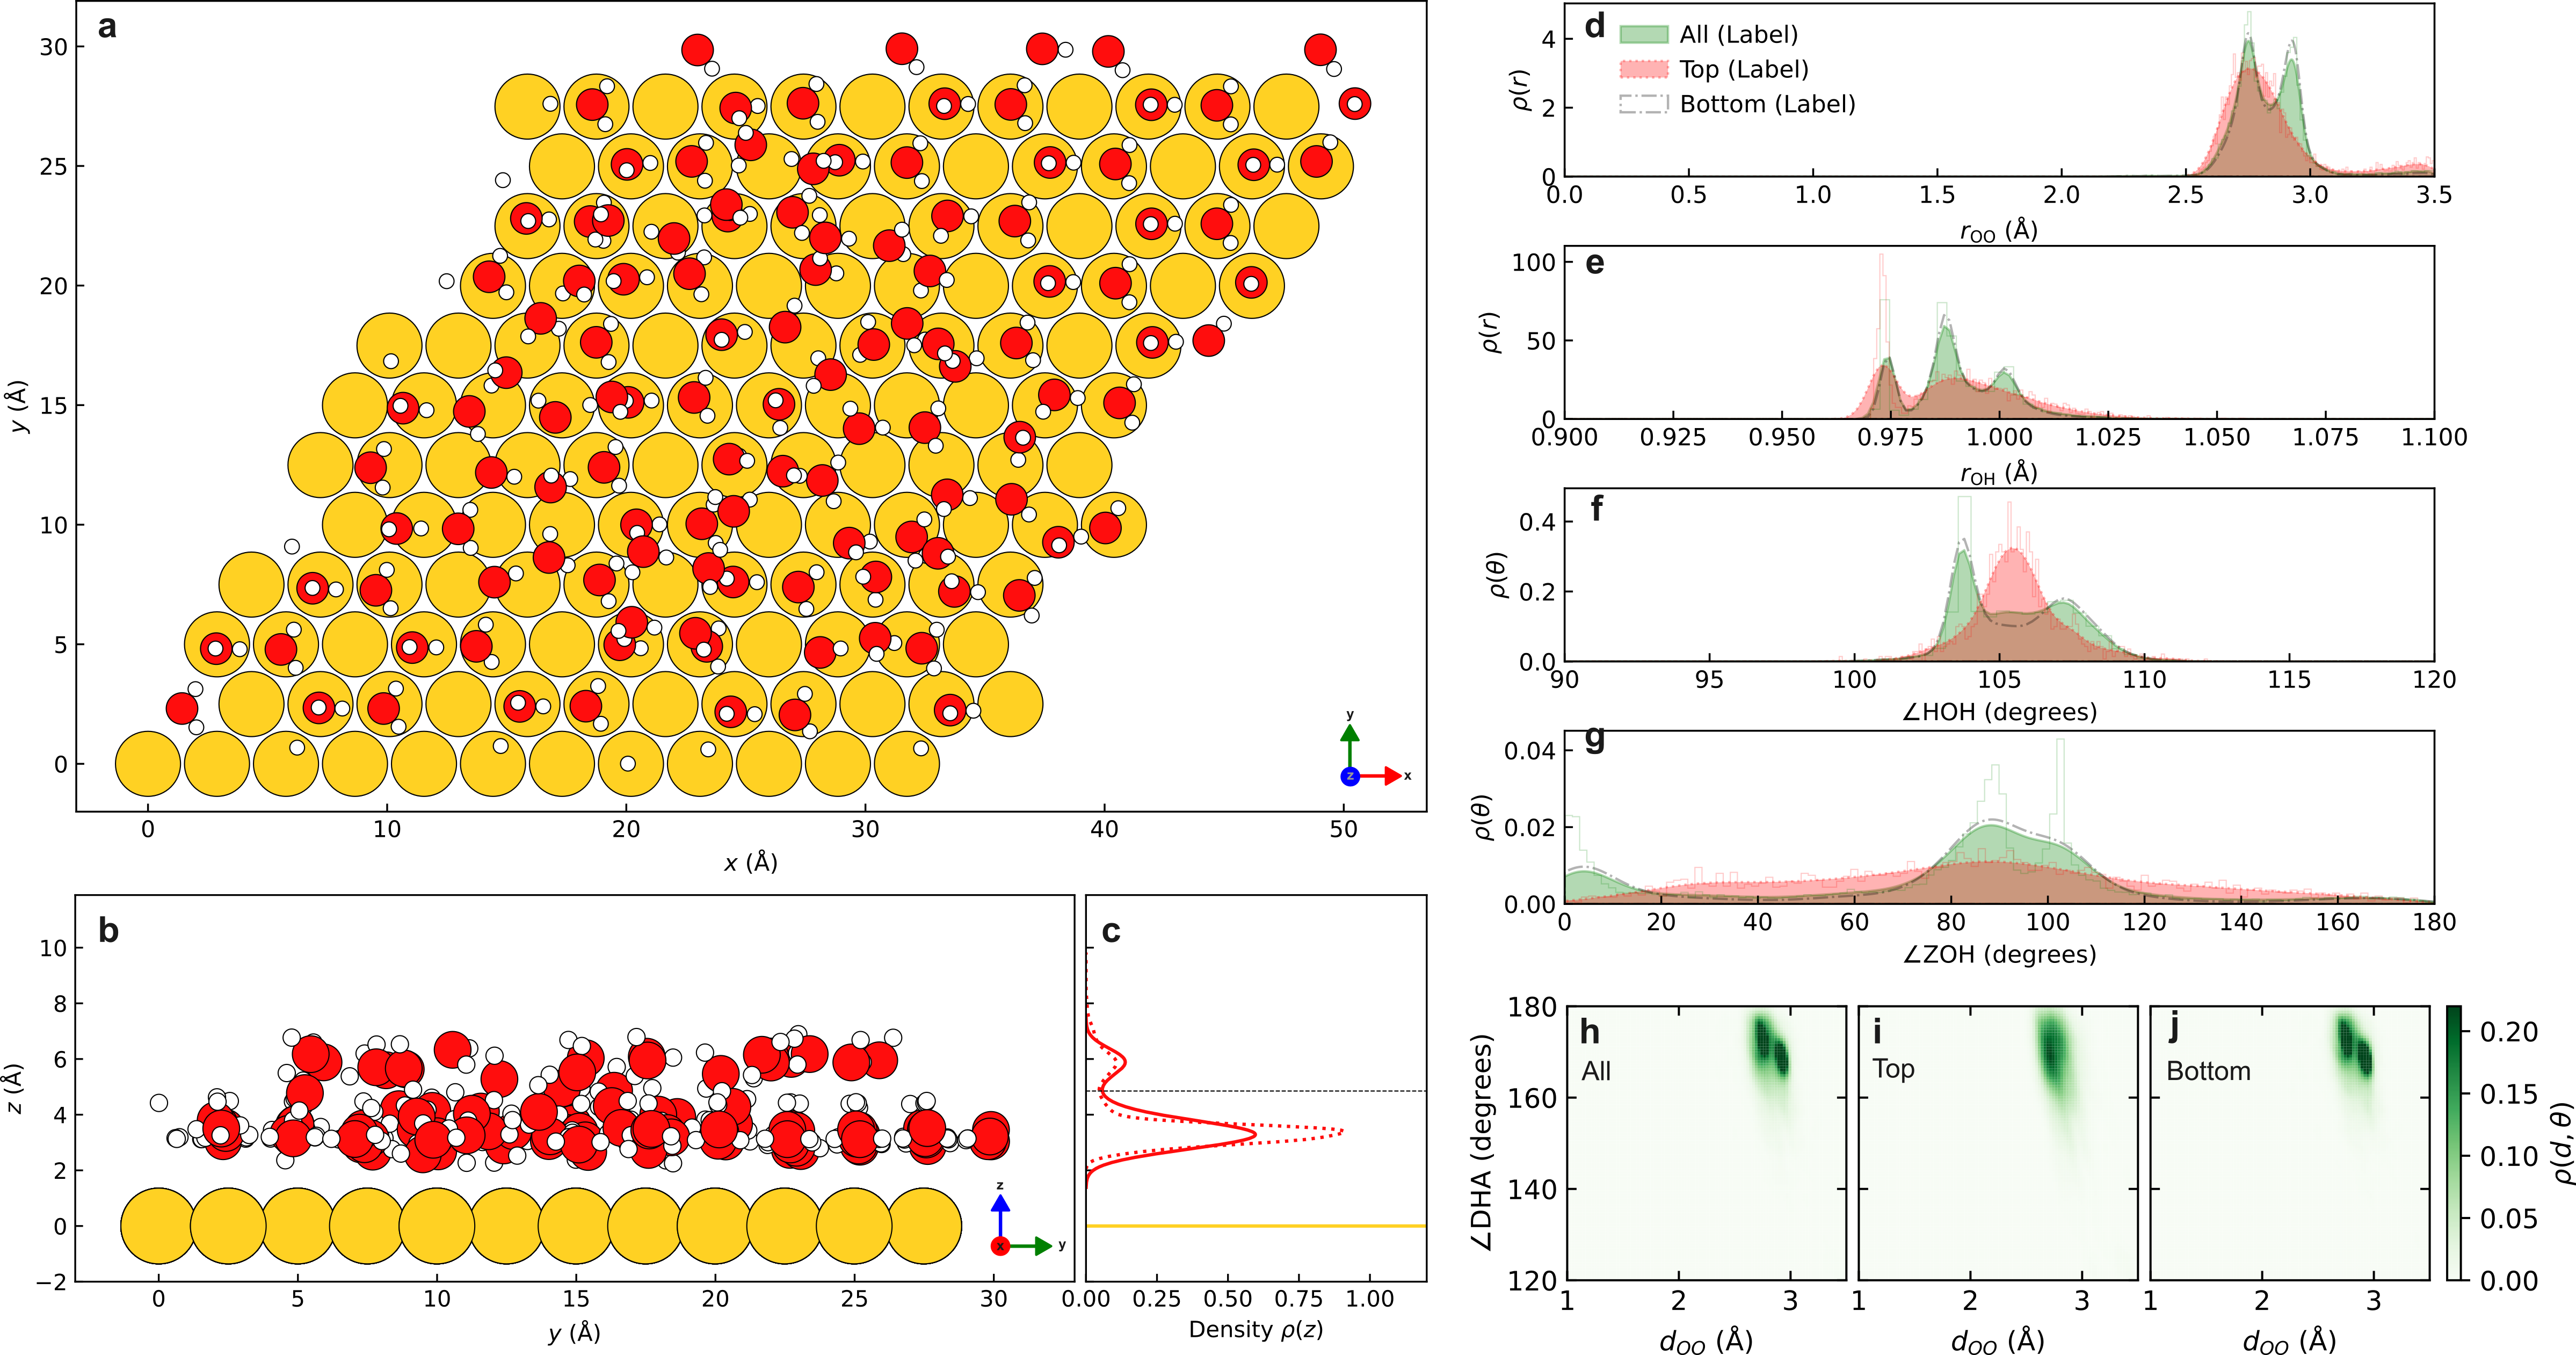 a
30
25
20
15
10
5
0
y (Å)
0 10 20 30 40 50
x (Å)
y
z
x
b
10
8
6
4
2
0
−2
z (Å)
0 5 10 15 20 25 30
y (Å)
z
x
y
c
0.00 0.25 0.50 0.75 1.00
Density ρ(z)
d
All (Label)
Top (Label)
Bottom (Label)
4
2
0
ρ(r)
0.0 0.5 1.0 1.5 2.0 2.5 3.0 3.5
rOO (Å)
e
100
50
0
ρ(r)
0.900 0.925 0.950 0.975 1.000 1.025 1.050 1.075 1.100
rOH (Å)
f
0.4
0.2
0.0
ρ(θ)
90 95 100 105 110 115 120
∠HOH (degrees)
g
0.04
0.02
0.00
ρ(θ)
0 20 40 60 80 100 120 140 160 180
∠ZOH (degrees)
180
160
140
120
∠DHA (degrees)
h
All
1 2 3
dOO (Å)
i
Top
1 2 3
dOO (Å)
j
Bottom
1 2 3
dOO (Å)
0.20
0.15
0.10
0.05
0.00
ρ(d, θ)